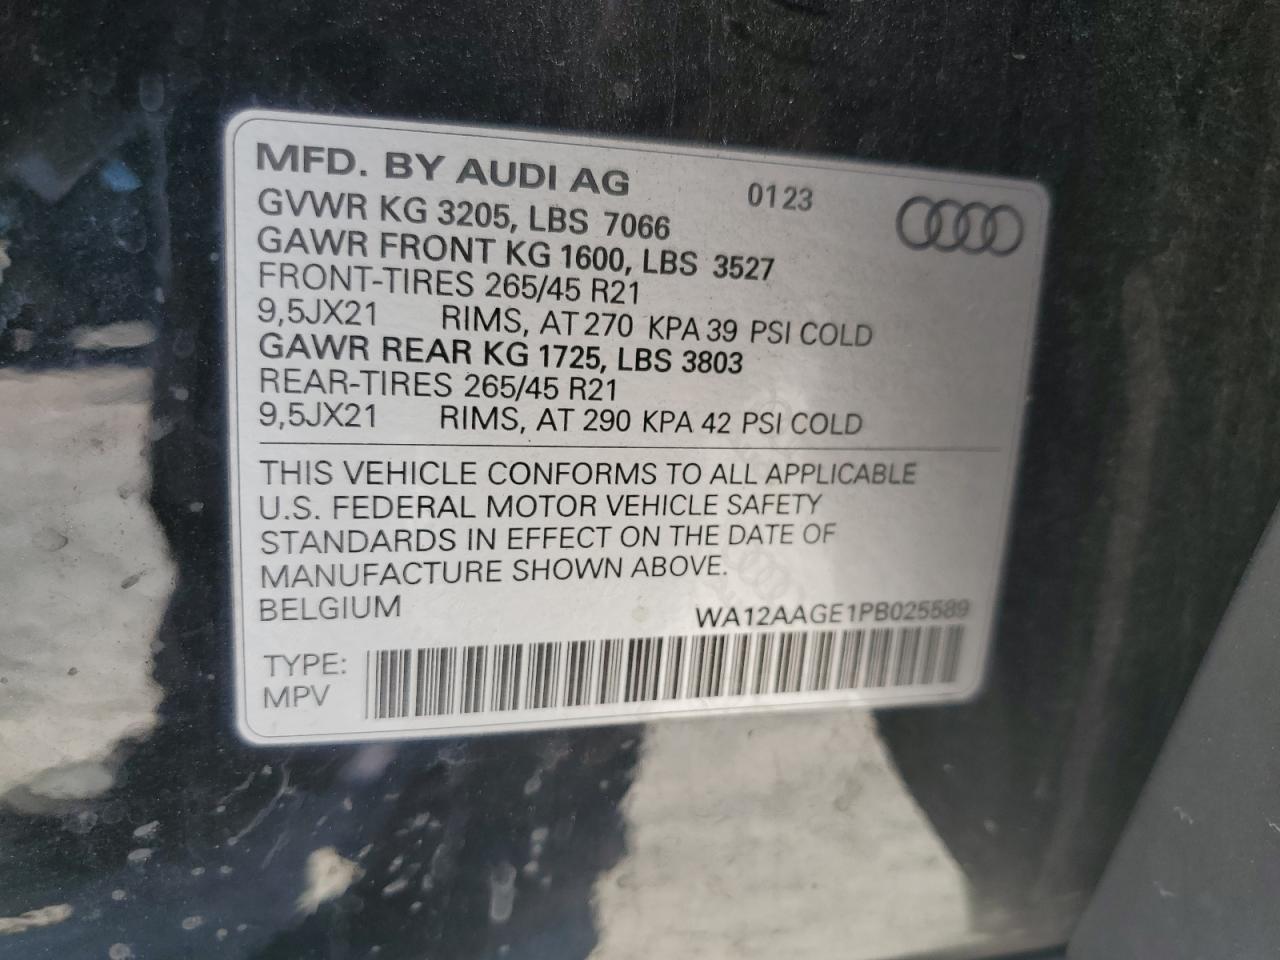 MFD. BY AUDI AG 0123
GVWR KG 3205, LBS 7066
GAWR FRONT KG 1600, LBS 3527
FRONT-TIRES 265/45 R21
9,5JX21 RIMS, AT 270 KPA 39 PSI COLD
GAWR REAR KG 1725, LBS 3803
REAR-TIRES 265/45 R21
9,5JX21 RIMS, AT 290 KPA 42 PSI COLD
THIS VEHICLE CONFORMS TO ALL APPLICABLE
U.S. FEDERAL MOTOR VEHICLE SAFETY
STANDARDS IN EFFECT ON THE DATE OF
MANUFACTURE SHOWN ABOVE.
BELGIUM WA12AAGE1PB025589
TYPE:
MPV